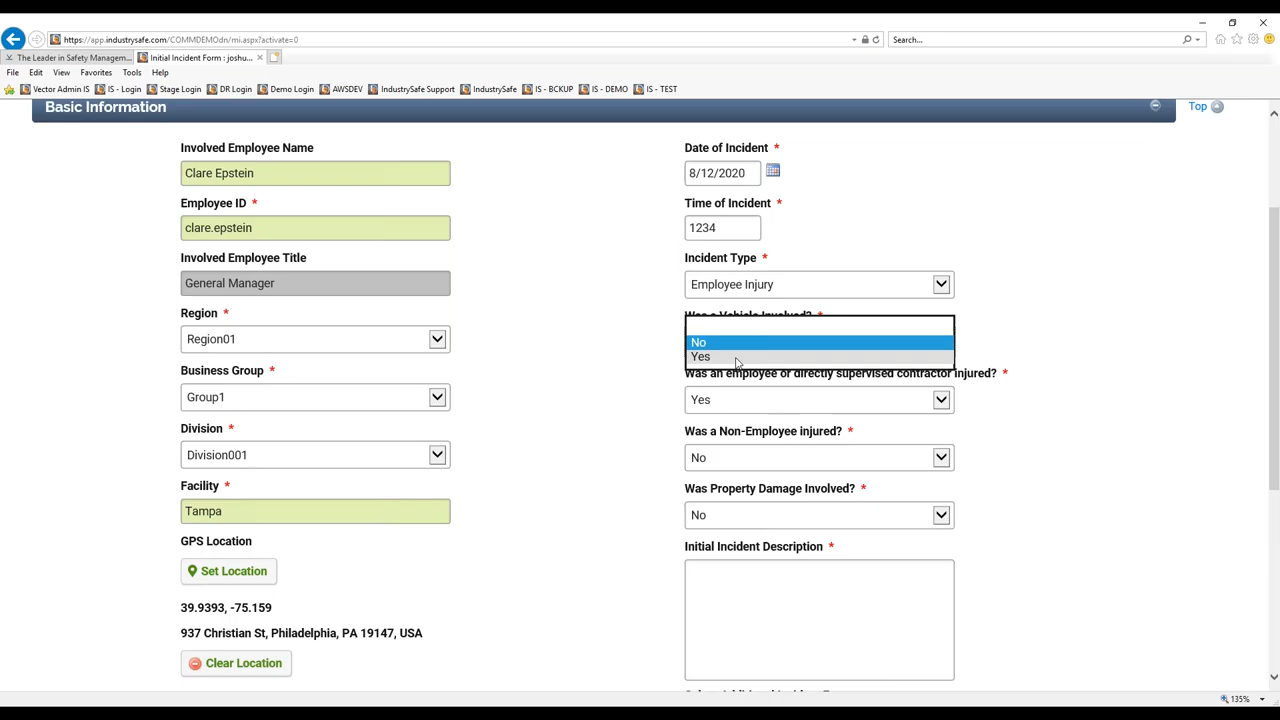 https://app.industrysafe.com/COMMDEMOdn/mi.aspx?activate=0
Search...
The Leader in Safety Managem...
Initial Incident Form : joshu...
File Edit View Favorites Tools Help
Vector Admin IS
IS - Login
Stage Login
DR Login
Demo Login
AWSDEV
IndustrySafe Support
IndustrySafe
IS - BCKUP
IS - DEMO
IS - TEST
Basic Information
Top
Involved Employee Name
Clare Epstein
Employee ID *
clare.epstein
Involved Employee Title
General Manager
Region *
Region01
Business Group *
Group1
Division *
Division001
Facility *
Tampa
GPS Location
Set Location
39.9393, -75.159
937 Christian St, Philadelphia, PA 19147, USA
Clear Location
Date of Incident *
8/12/2020
Time of Incident *
1234
Incident Type *
Employee Injury
Was a Vehicle Involved? *
No
Yes
Was an employee or directly supervised contractor injured? *
Yes
Was a Non-Employee injured? *
No
Was Property Damage Involved? *
No
Initial Incident Description *
135%